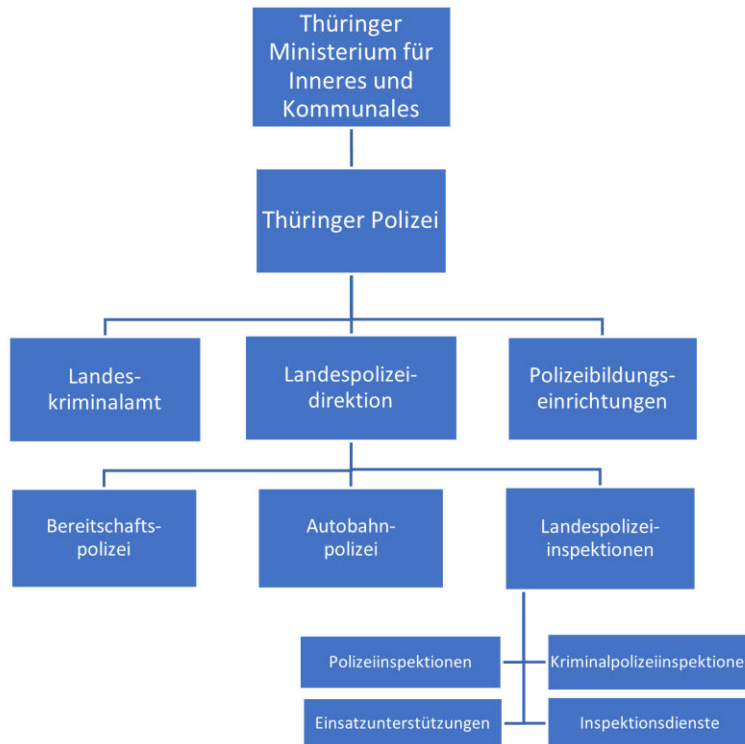 Thüringer
Ministerium für
Inneres und
Kommunales
Thüringer Polizei
Landes-
kriminalamt
Landespolizei-
direktion
Polizeibildungs-
einrichtungen
Bereitschafts-
polizei
Autobahn-
polizei
Landespolizei-
inspektionen
Polizeiinspektionen
Kriminalpolizeiinspektione
Einsatzunterstützungen
Inspektionsdienste